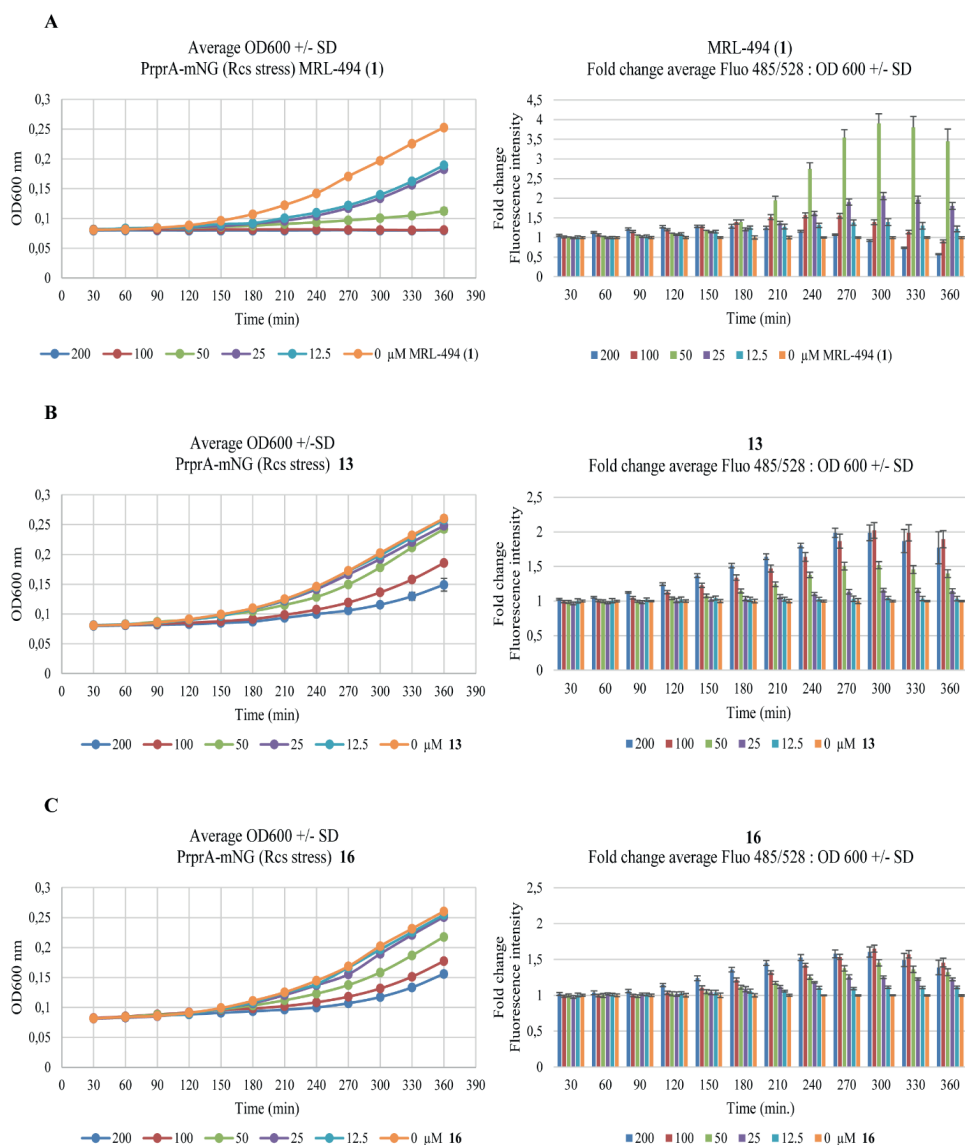 A
Average OD600 +/- SD
PrprA-mNG (Rcs stress) MRL-494 (1)
OD600 nm
0,3
0,25
0,2
0,15
0,1
0,05
0
0 30 60 90 120 150 180 210 240 270 300 330 360 390
Time (min)
200 100 50 25 12.5 0 µM MRL-494 (1)
MRL-494 (1)
Fold change average Fluo 485/528 : OD 600 +/- SD
Fold change
Fluorescence intensity
4,5
4
3,5
3
2,5
2
1,5
1
0,5
0
30 60 90 120 150 180 210 240 270 300 330 360
Time (min)
200 100 50 25 12.5 0 µM MRL-494 (1)
B
Average OD600 +/-SD
PrprA-mNG (Rcs stress) 13
OD600 nm
0,3
0,25
0,2
0,15
0,1
0,05
0
0 30 60 90 120 150 180 210 240 270 300 330 360 390
Time (min)
200 100 50 25 12.5 0 µM 13
13
Fold change average Fluo 485/528 : OD 600 +/- SD
Fold change
Fluorescence intensity
2,5
2
1,5
1
0,5
0
30 60 90 120 150 180 210 240 270 300 330 360
Time (min)
200 100 50 25 12.5 0 µM 13
C
Average OD600 +/- SD
PrprA-mNG (Rcs stress) 16
OD600 nm
0,3
0,25
0,2
0,15
0,1
0,05
0
0 30 60 90 120 150 180 210 240 270 300 330 360 390
Time (min)
200 100 50 25 12.5 0 µM 16
16
Fold change average Fluo 485/528 : OD 600 +/- SD
Fold change
Fluorescence intensity
2,5
2
1,5
1
0,5
0
30 60 90 120 150 180 210 240 270 300 330 360
Time (min.)
200 100 50 25 12.5 0 µM 16